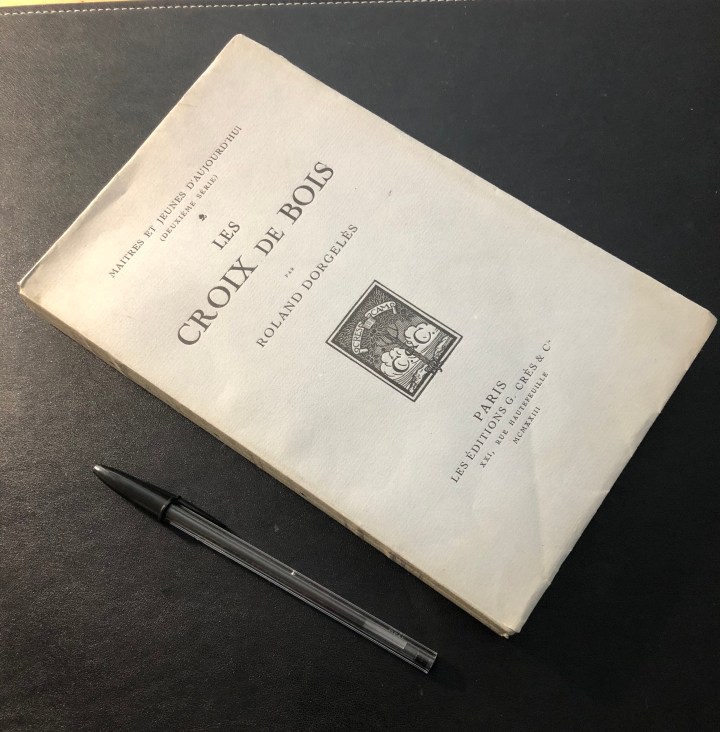 MAITRES ET JEUNES D'AUJOURD'HUI
(DEUXIÈME SÉRIE)
LES
CROIX DE BOIS
PAR
ROLAND DORGELÈS
PARIS
LES ÉDITIONS G. CRÈS & Cie
XXI, RUE HAUTEFEUILLE
MCMXXIII